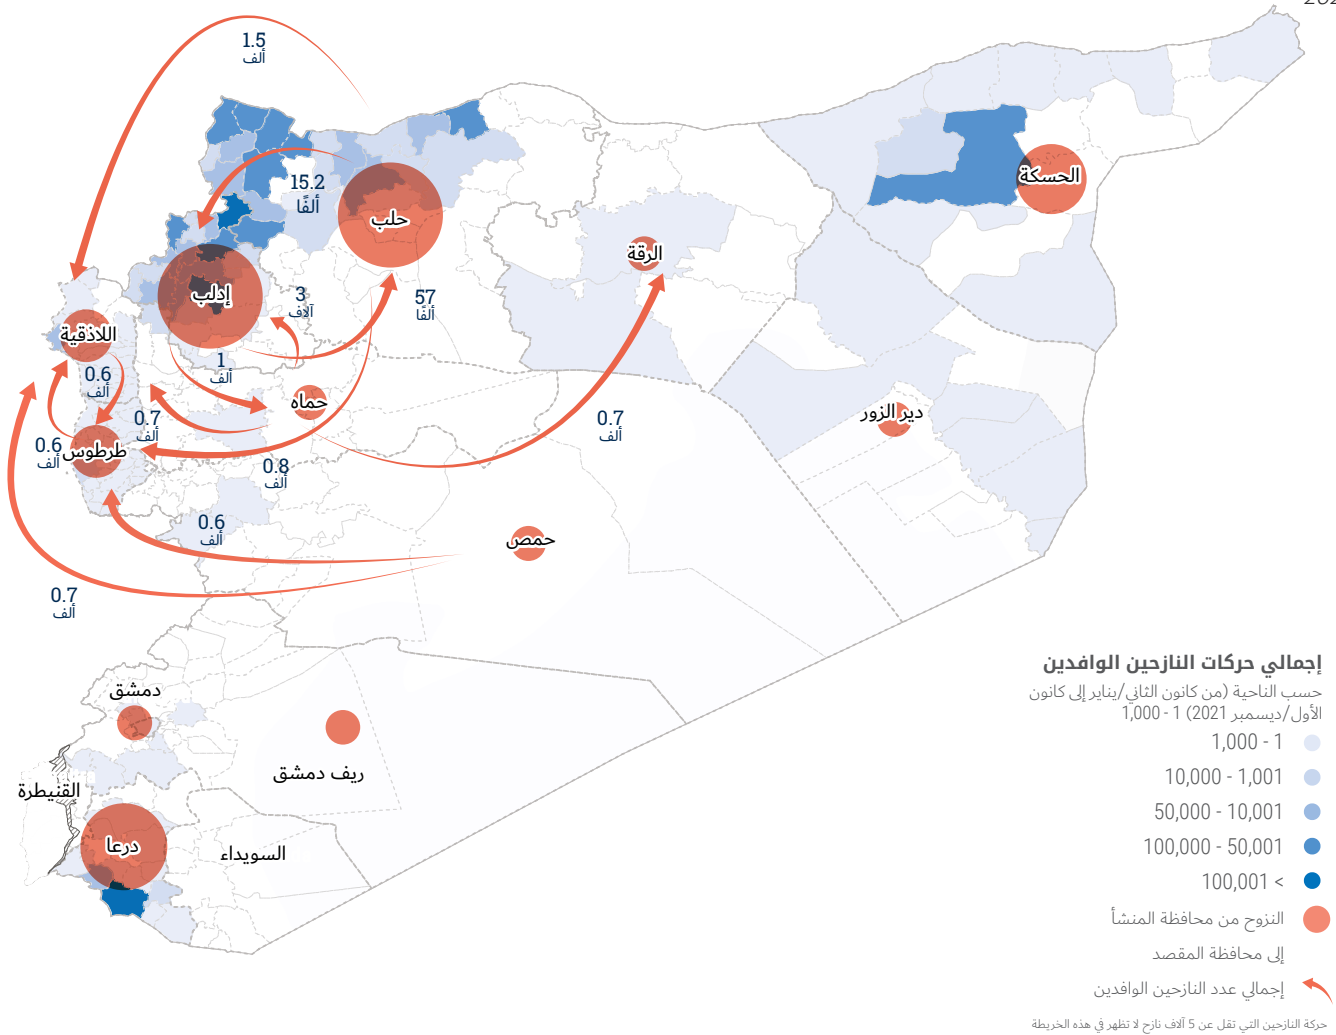 1.5
ألف
15.2
ألفًا
حلب
الحسكة
الرقة
إدلب
3
آلاف
57
ألفًا
اللاذقية
1
ألف
0.6
ألف
حماه
0.7
ألف
0.7
ألف
دير الزور
0.6
ألف
طرطوس
0.8
ألف
0.6
ألف
حمص
0.7
ألف
دمشق
ريف دمشق
القنيطرة
درعا
السويداء
إجمالي حركات النازحين الوافدين
حسب الناحية (من كانون الثاني/يناير إلى كانون
الأول/ديسمبر 2021) 1 - 1,000
1 - 1,000
1,001 - 10,000
10,001 - 50,000
50,001 - 100,000
> 100,001
النزوح من محافظة المنشأ
إلى محافظة المقصد
إجمالي عدد النازحين الوافدين
حركة النازحين التي تقل عن 5 آلاف نازح لا تظهر في هذه الخريطة